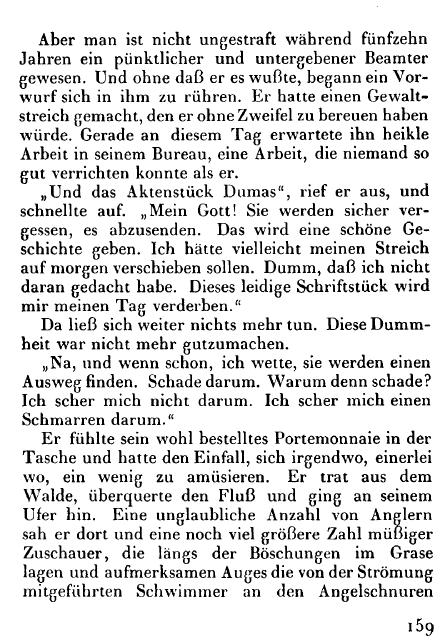 Aber man ist nicht ungestraft während fünfzehn
Jahren ein pünktlicher und untergebener Beamter
gewesen. Und ohne daß er es wußte, begann ein Vor-
wurf sich in ihm zu rühren. Er hatte einen Gewalt-
streich gemacht, den er ohne Zweifel zu bereuen haben
würde. Gerade an diesem Tag erwartete ihn heikle
Arbeit in seinem Bureau, eine Arbeit, die niemand so
gut verrichten konnte als er.
„Und das Aktenstück Dumas“, rief er aus, und
schnellte auf. „Mein Gott! Sie werden sicher ver-
gessen, es abzusenden. Das wird eine schöne Ge-
schichte geben. Ich hätte vielleicht meinen Streich
auf morgen verschieben sollen. Dumm, daß ich nicht
daran gedacht habe. Dieses leidige Schriftstück wird
mir meinen Tag verderben.“
Da ließ sich weiter nichts mehr tun. Diese Dumm-
heit war nicht mehr gutzumachen.
„Na, und wenn schon, ich wette, sie werden einen
Ausweg finden. Schade darum. Warum denn schade?
Ich scher mich nicht darum. Ich scher mich einen
Schmarren darum.“
Er fühlte sein wohl bestelltes Portemonnaie in der
Tasche und hatte den Einfall, sich irgendwo, einerlei
wo, ein wenig zu amüsieren. Er trat aus dem
Walde, überquerte den Fluß und ging an seinem
Ufer hin. Eine unglaubliche Anzahl von Anglern
sah er dort und eine noch viel größere Zahl müßiger
Zuschauer, die längs der Böschungen im Grase
lagen und aufmerksamen Auges die von der Strömung
mitgeführten Schwimmer an den Angelschnuren
159